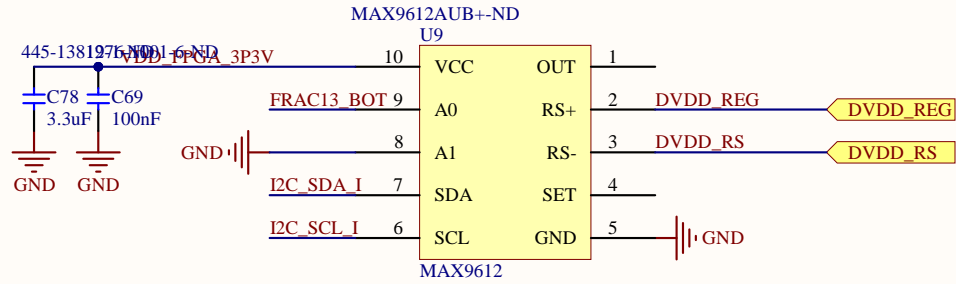 MAX9612AUB+-ND
U9
VDD_FPGA_3P3V
10 VCC OUT 1
C78 C69
3.3uF 100nF
FRAC13_BOT 9 A0 RS+ 2 DVDD_REG DVDD_REG
GND 8 A1 RS- 3 DVDD_RS DVDD_RS
GND GND
I2C_SDA_I 7 SDA SET 4
I2C_SCL_I 6 SCL GND 5 GND
MAX9612